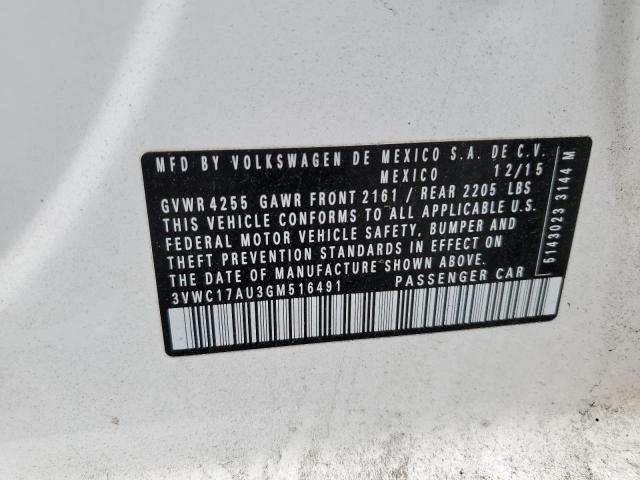 MFD BY VOLKSWAGEN DE MEXICO S.A. DE C.V.
MEXICO 12/15
GVWR 4255 GAWR FRONT 2161 / REAR 2205 LBS
THIS VEHICLE CONFORMS TO ALL APPLICABLE U.S.
FEDERAL MOTOR VEHICLE SAFETY, BUMPER AND
THEFT PREVENTION STANDARDS IN EFFECT ON
THE DATE OF MANUFACTURE SHOWN ABOVE.
3VWC17AU3GM516491 PASSENGER CAR
5143023 3144 M